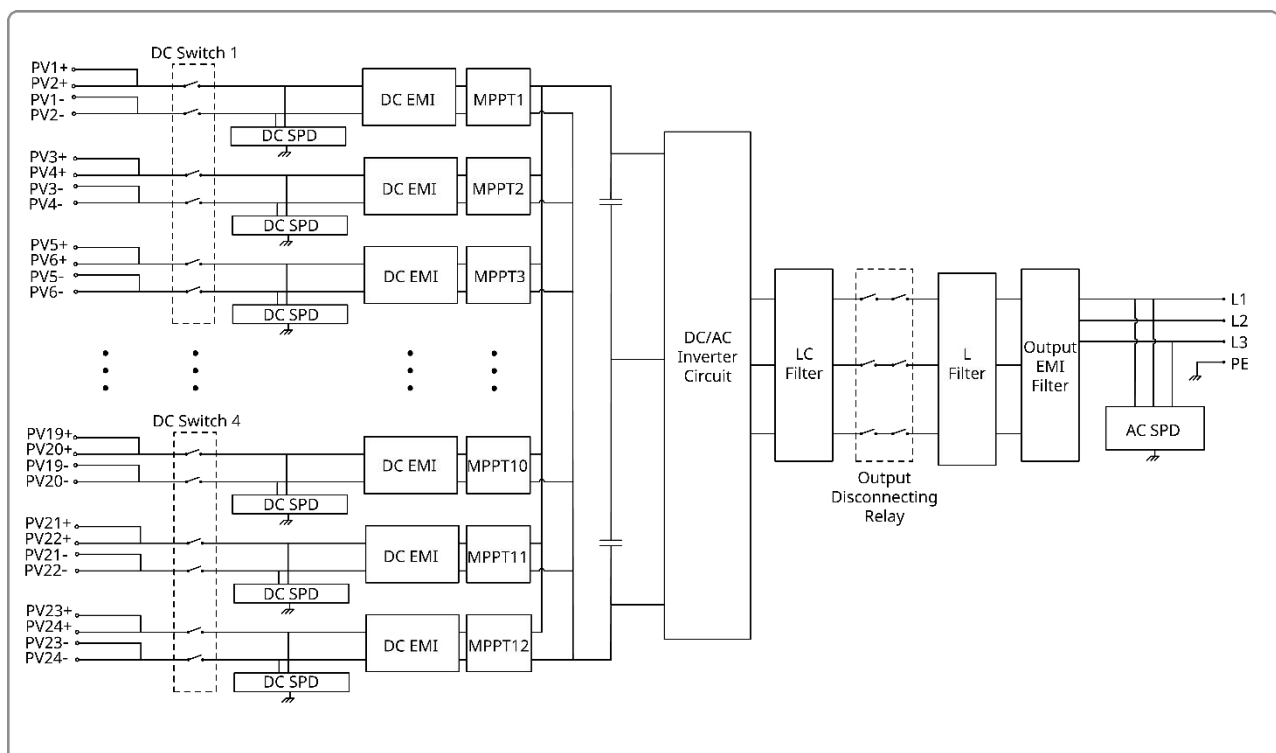 DC Switch 1
PV1+
PV2+
PV1-
PV2-
DC EMI
MPPT1
DC SPD
PV3+
PV4+
PV3-
PV4-
DC EMI
MPPT2
DC SPD
PV5+
PV6+
PV5-
PV6-
DC EMI
MPPT3
DC SPD
DC Switch 4
PV19+
PV20+
PV19-
PV20-
DC EMI
MPPT10
DC SPD
PV21+
PV22+
PV21-
PV22-
DC EMI
MPPT11
DC SPD
PV23+
PV24+
PV23-
PV24-
DC EMI
MPPT12
DC SPD
DC/AC
Inverter
Circuit
LC
Filter
Output
Disconnecting
Relay
L
Filter
Output
EMI
Filter
L1
L2
L3
PE
AC SPD